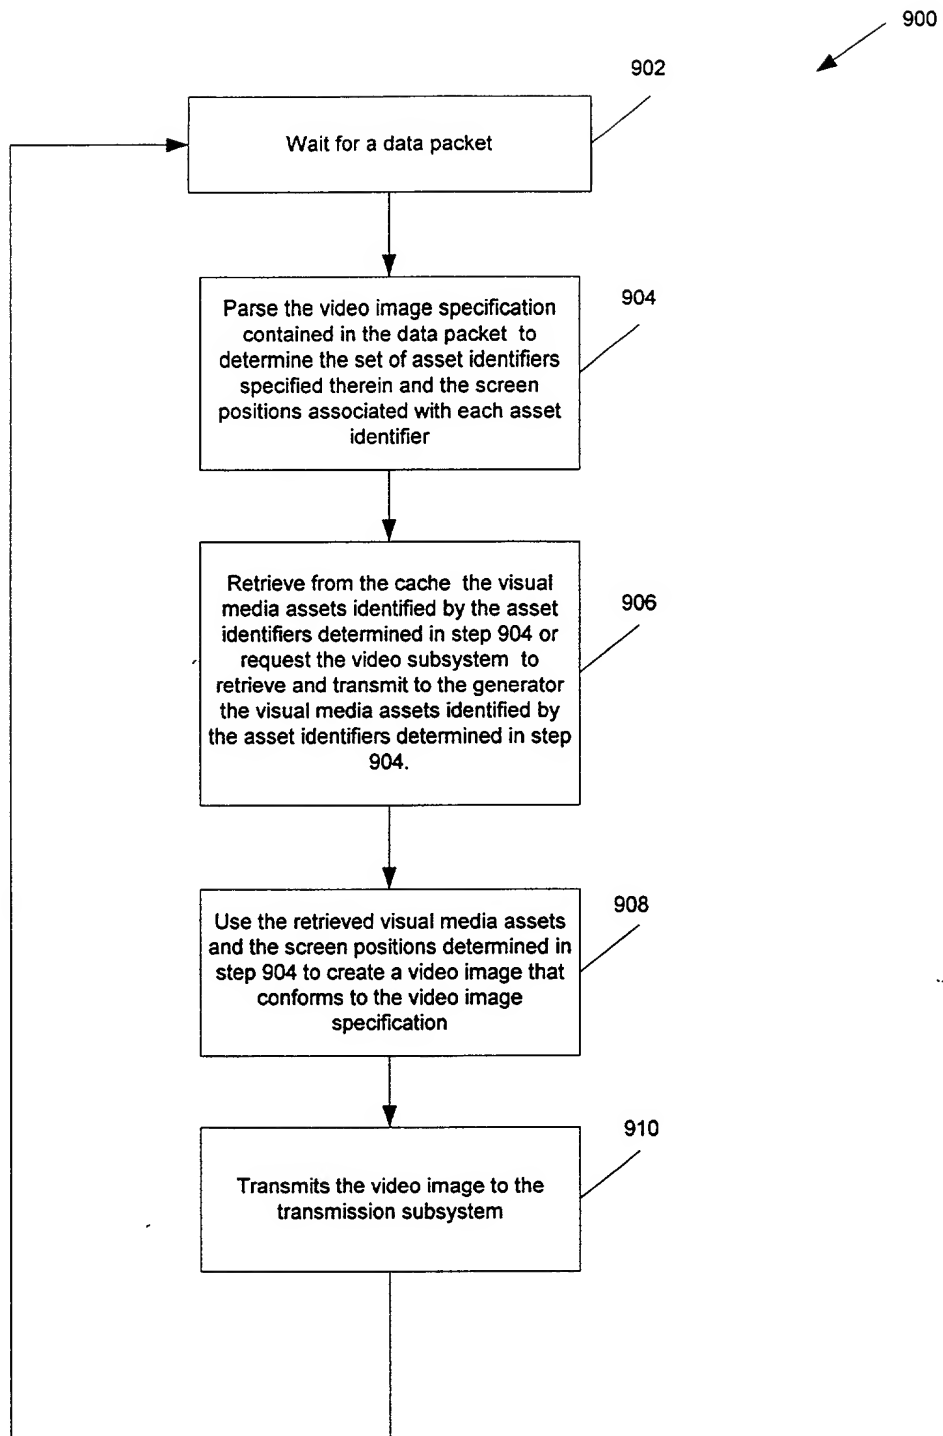 900
902
Wait for a data packet
904
Parse the video image specification
contained in the data packet to
determine the set of asset identifiers
specified therein and the screen
positions associated with each asset
identifier
906
Retrieve from the cache the visual
media assets identified by the asset
identifiers determined in step 904 or
request the video subsystem to
retrieve and transmit to the generator
the visual media assets identified by
the asset identifiers determined in step
904.
908
Use the retrieved visual media assets
and the screen positions determined in
step 904 to create a video image that
conforms to the video image
specification
910
Transmits the video image to the
transmission subsystem